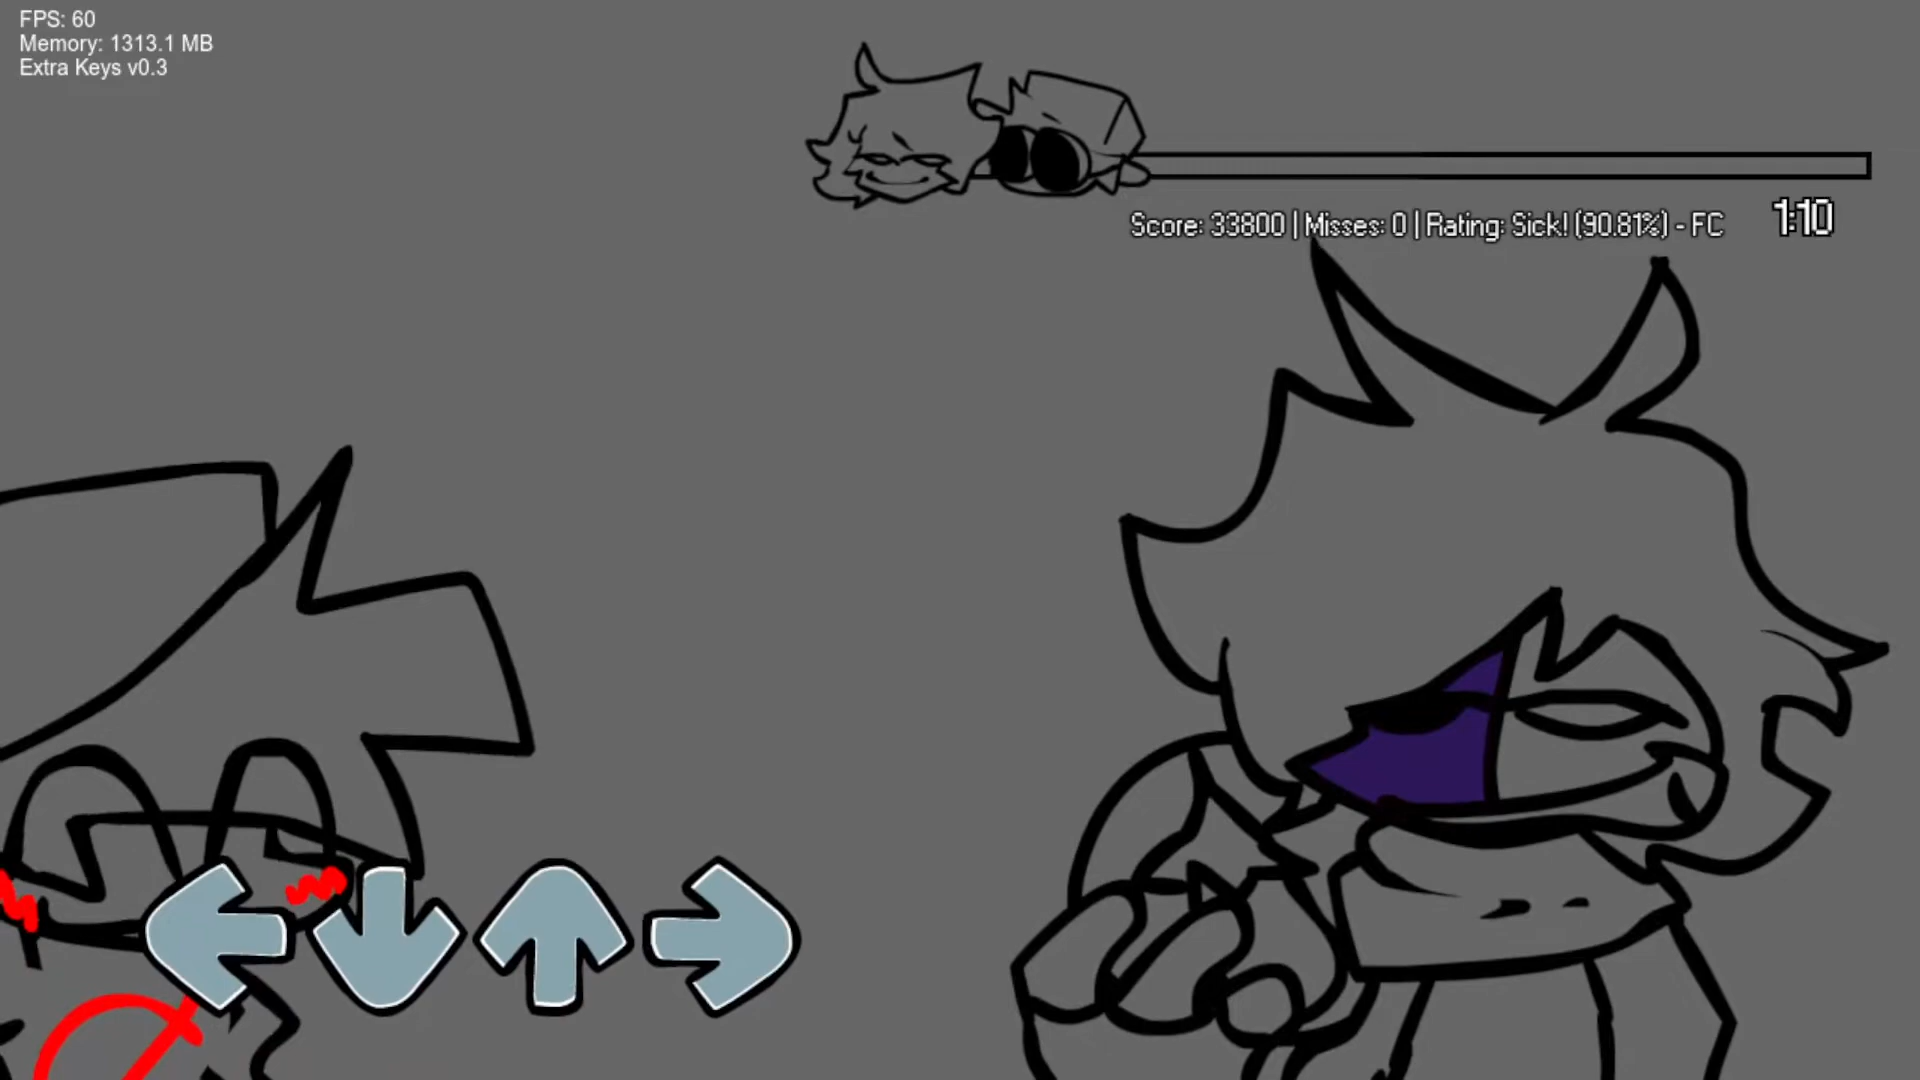 FPS: 60
Memory: 1313.1 MB
Extra Keys v0.3
Score: 33800 | Misses: 0 | Rating: Sick! (90.81%) - FC
1:10